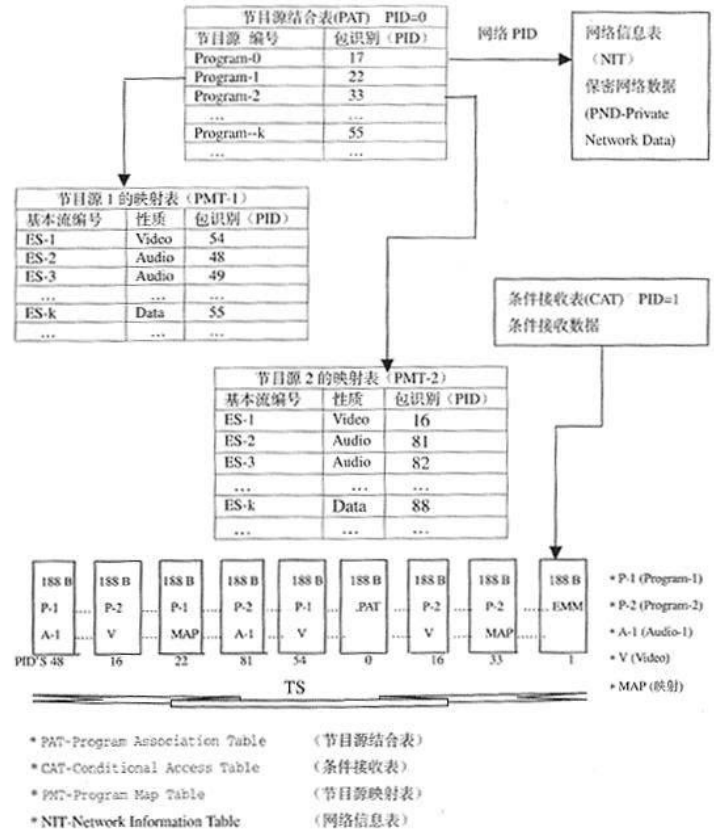 节目源结合表(PAT) PID=0
节目源 编号 包识别（PID）
Program-0 17
Program-1 22
Program-2 33
... ...
Program--k 55
... ...
网络 PID
网络信息表
（NIT）
保密网络数据
(PND-Private
Network Data)
节目源 1 的映射表（PMT-1）
基本流编号 性质 包识别（PID）
ES-1 Video 54
ES-2 Audio 48
ES-3 Audio 49
... ... ...
ES-k Data 55
... ... ...
条件接收表(CAT) PID=1
条件接收数据
节目源 2 的映射表（PMT-2）
基本流编号 性质 包识别（PID）
ES-1 Video 16
ES-2 Audio 81
ES-3 Audio 82
... ... ...
ES-k Data 88
... ... ...
188 B 188 B 188 B 188 B 188 B 188 B 188 B 188 B 188 B
P-1 P-2 P-1 P-2 P-1 .PAT P-2 P-2 EMM
A-1 V MAP A-1 V V MAP
PID'S 48 16 22 81 54 0 16 33 1
* P-1 (Program-1)
* P-2 (Program-2)
* A-1 (Audio-1)
* V (Video)
* MAP (映射)
TS
* PAT-Program Association Table （节目源结合表）
* CAT-Conditional Access Table （条件接收表）
* PMT-Program Map Table （节目源映射表）
* NIT-Network Information Table （网络信息表）